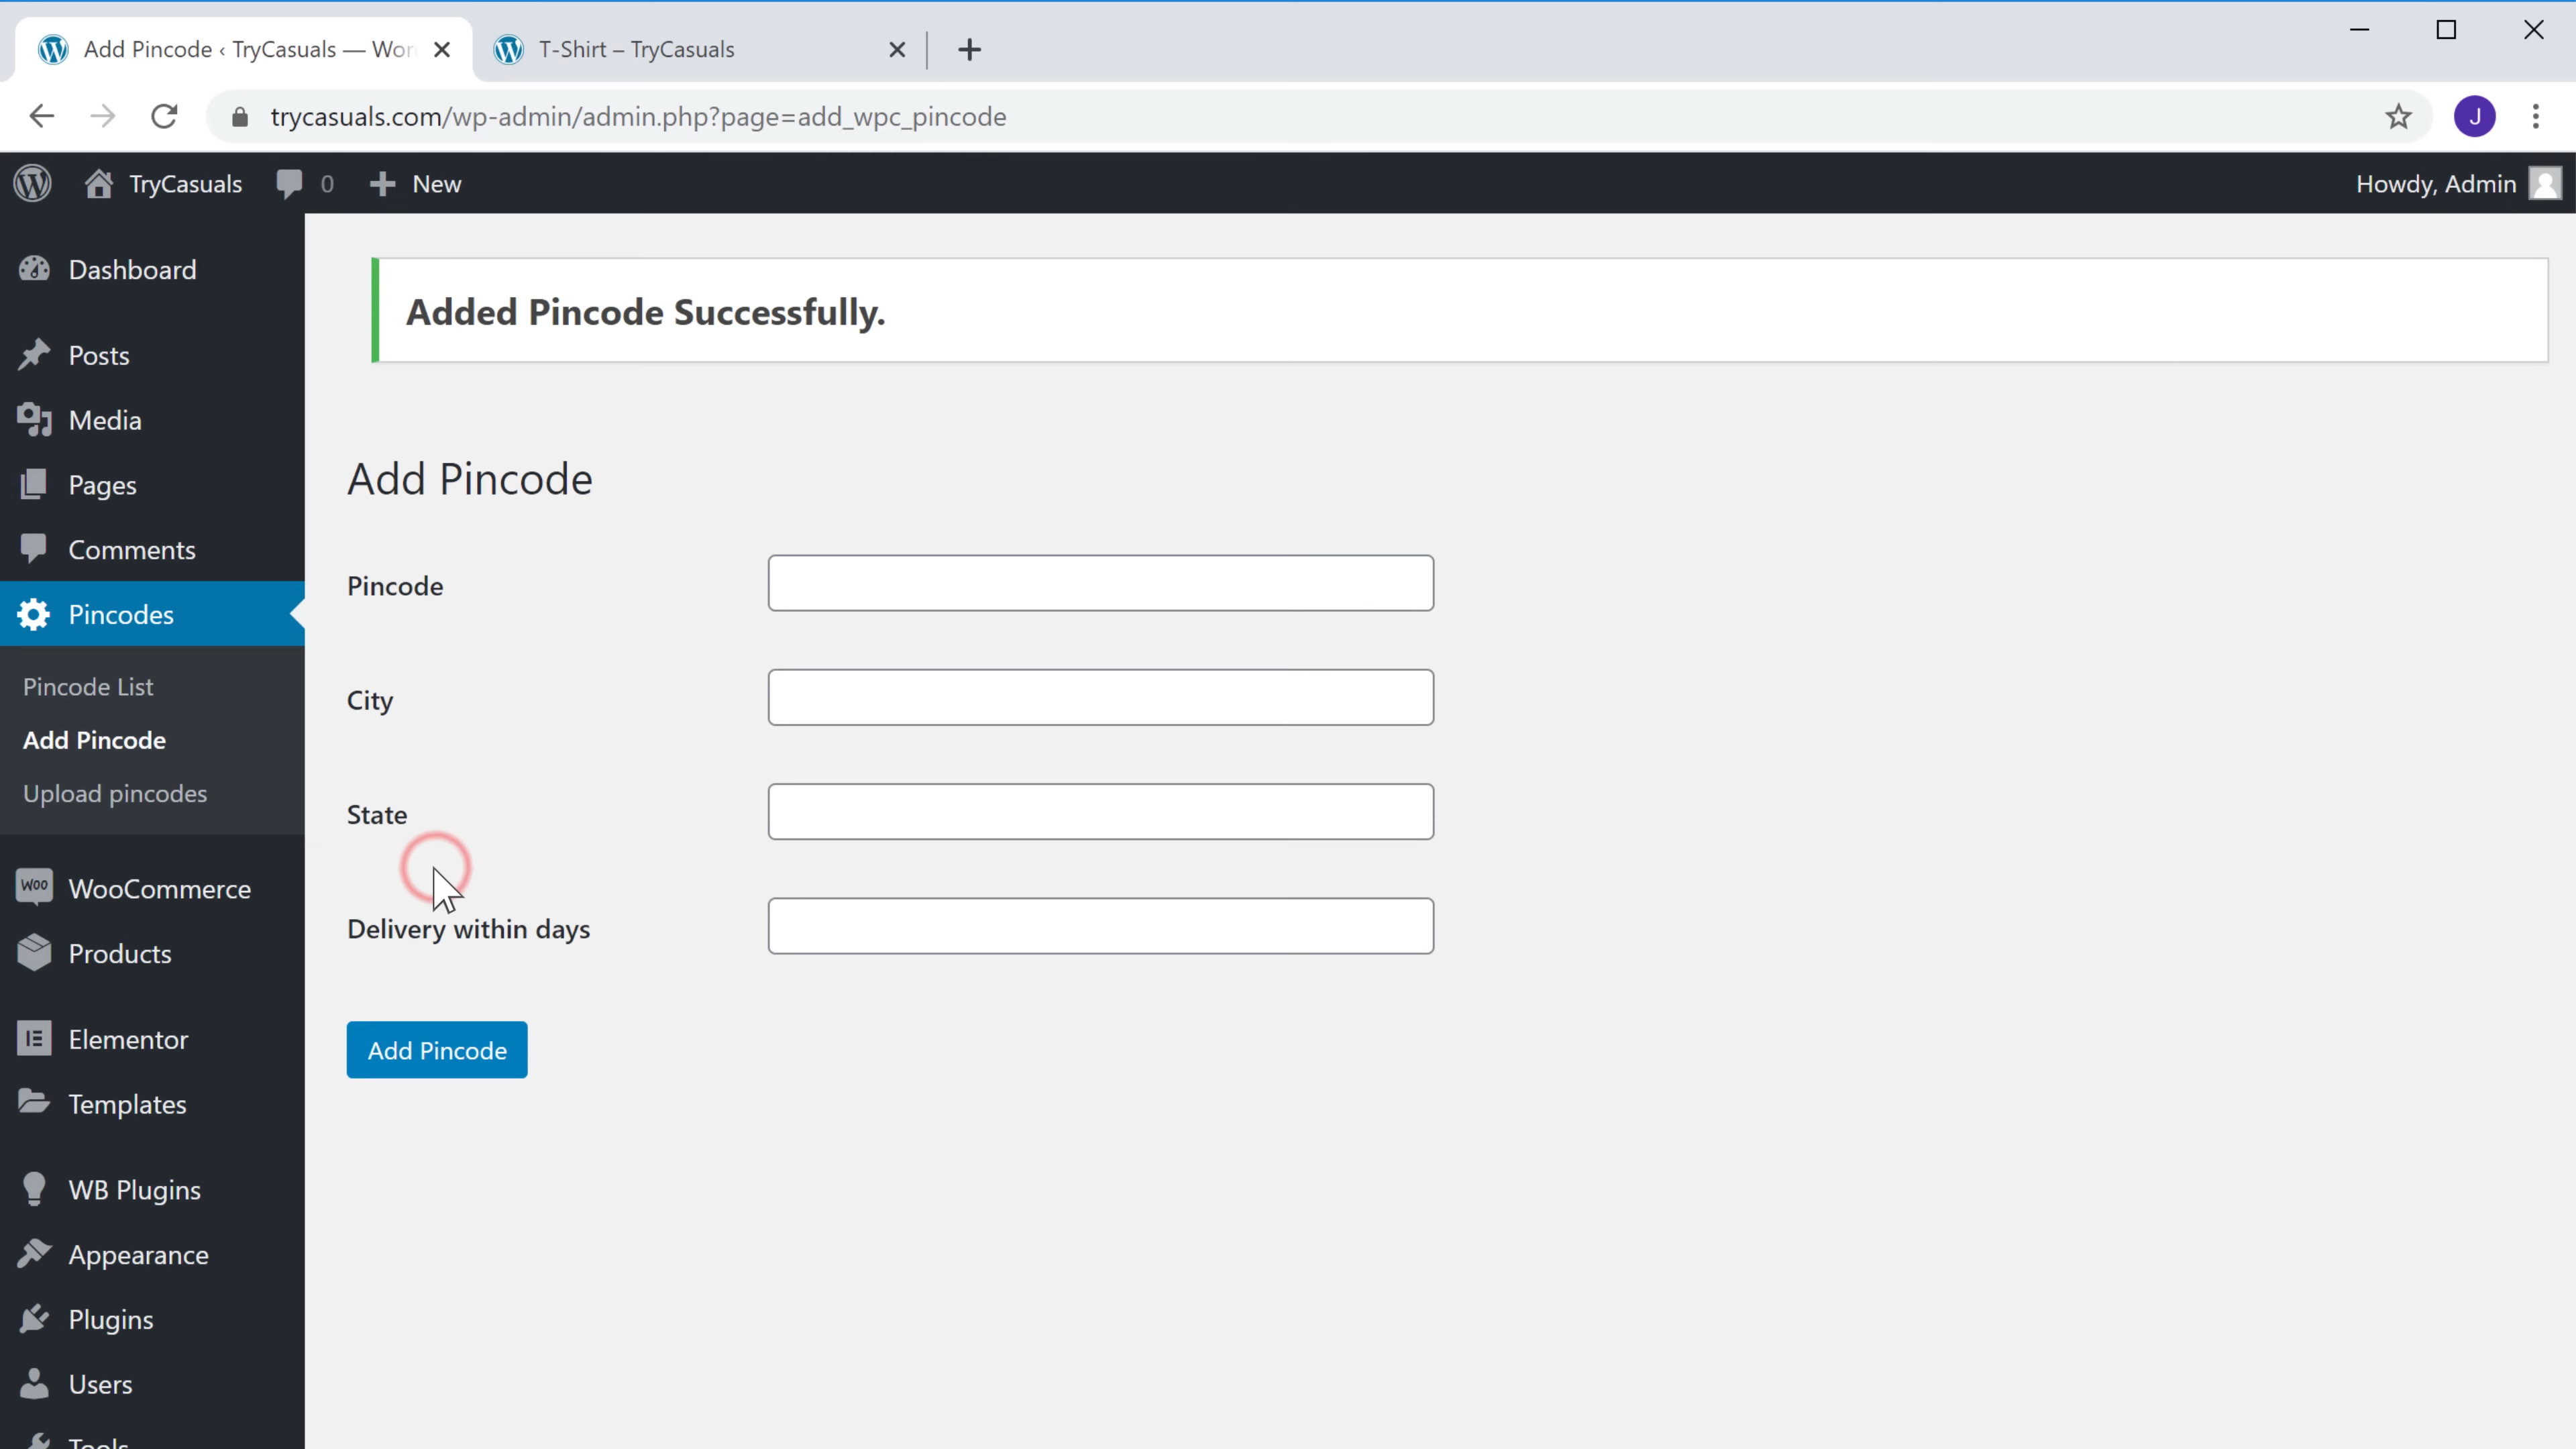 Add Pincode ‹ TryCasuals — Wor
T-Shirt – TryCasuals
trycasuals.com/wp-admin/admin.php?page=add_wpc_pincode
J
TryCasuals
0
New
Howdy, Admin
Dashboard
Posts
Media
Pages
Comments
Pincodes
Pincode List
Add Pincode
Upload pincodes
Woo WooCommerce
Products
Elementor
Templates
WB Plugins
Appearance
Plugins
Users
Tools
Added Pincode Successfully.
Add Pincode
Pincode
City
State
Delivery within days
Add Pincode